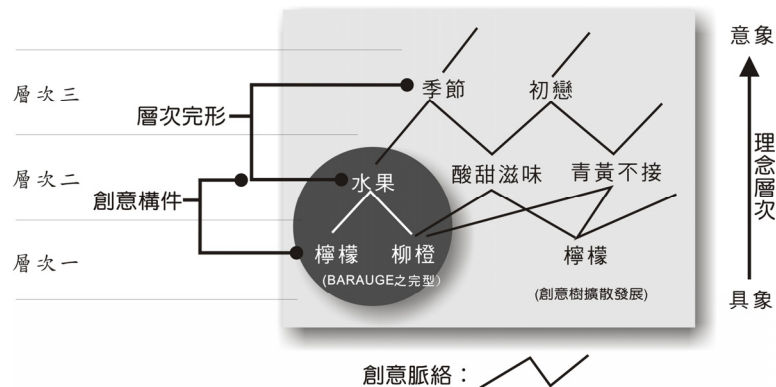 意象
層次三
季節
初戀
層次完形
理念層次
層次二
水果
酸甜滋味
青黃不接
創意構件
層次一
檸檬
柳橙
檸檬
(BARAUGE之完型)
(創意樹擴散發展)
具象
創意脈絡：